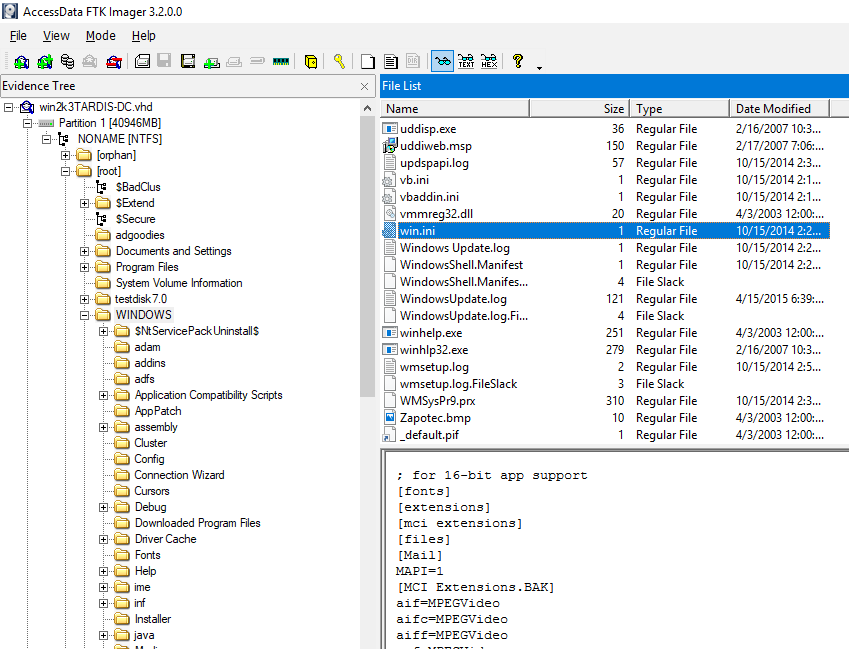 AccessData FTK Imager 3.2.0.0
File View Mode Help
TEXT HEX
Evidence Tree
win2k3TARDIS-DC.vhd
Partition 1 [40946MB]
NONAME [NTFS]
[orphan]
[root]
$BadClus
$Extend
$Secure
adgoodies
Documents and Settings
Program Files
System Volume Information
testdisk7.0
WINDOWS
$NtServicePackUninstall$
adam
addins
adfs
Application Compatibility Scripts
AppPatch
assembly
Cluster
Config
Connection Wizard
Cursors
Debug
Downloaded Program Files
Driver Cache
Fonts
Help
ime
inf
Installer
java
File List
Name Size Type Date Modified
uddisp.exe 36 Regular File 2/16/2007 10:3...
uddiweb.msp 150 Regular File 2/17/2007 7:06:...
updspapi.log 57 Regular File 10/15/2014 2:3...
vb.ini 1 Regular File 10/15/2014 2:1...
vbaddin.ini 1 Regular File 10/15/2014 2:1...
vmmreg32.dll 20 Regular File 4/3/2003 12:00:...
win.ini 1 Regular File 10/15/2014 2:2...
Windows Update.log 1 Regular File 10/15/2014 2:2...
WindowsShell.Manifest 1 Regular File 10/15/2014 2:2...
WindowsShell.Manifes... 4 File Slack
WindowsUpdate.log 121 Regular File 4/15/2015 6:39:...
WindowsUpdate.log.Fi... 4 File Slack
winhelp.exe 251 Regular File 4/3/2003 12:00:...
winhlp32.exe 279 Regular File 2/16/2007 10:3...
wmsetup.log 2 Regular File 10/15/2014 2:5...
wmsetup.log.FileSlack 3 File Slack
WMSysPr9.prx 310 Regular File 10/15/2014 2:3...
Zapotec.bmp 10 Regular File 4/3/2003 12:00:...
_default.pif 1 Regular File 4/3/2003 12:00:...
; for 16-bit app support
[fonts]
[extensions]
[mci extensions]
[files]
[Mail]
MAPI=1
[MCI Extensions.BAK]
aif=MPEGVideo
aifc=MPEGVideo
aiff=MPEGVideo